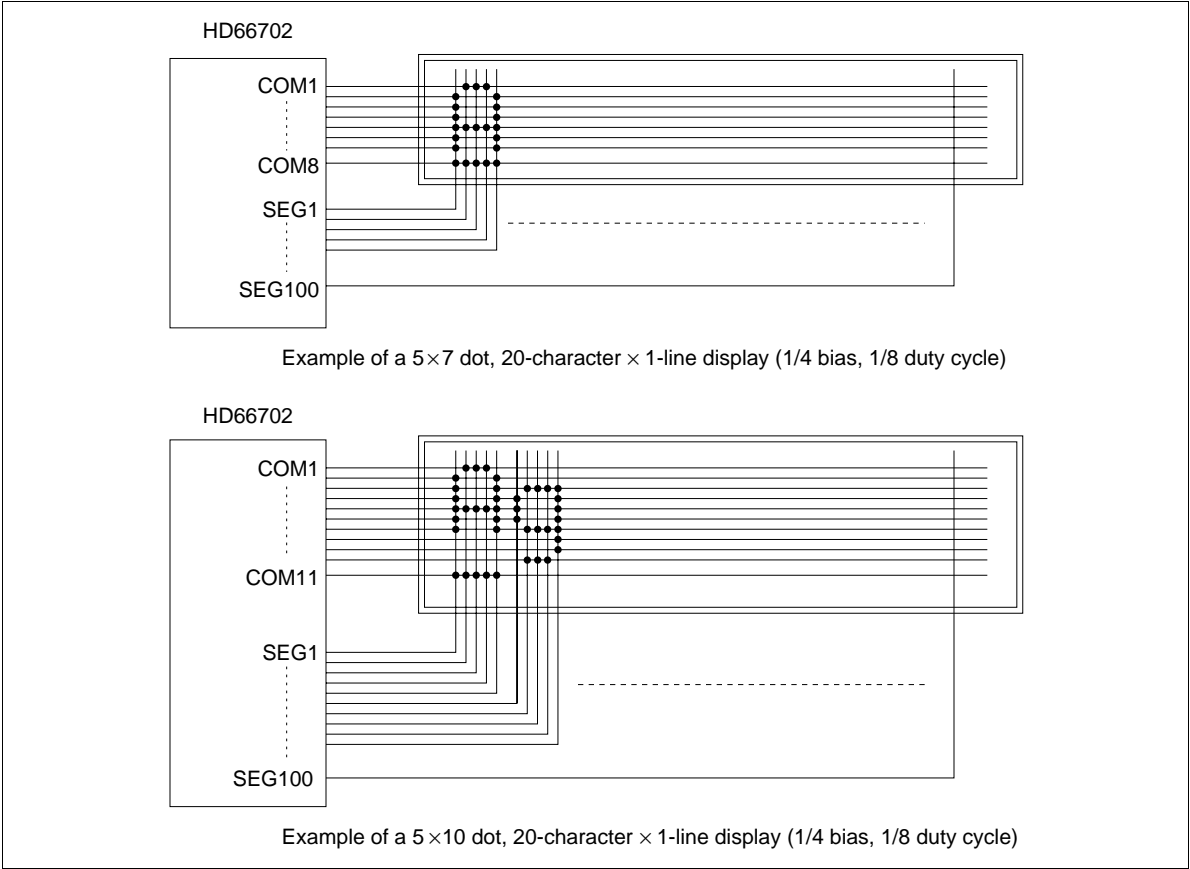 HD66702
COM1
COM8
SEG1
SEG100
Example of a 5×7 dot, 20-character × 1-line display (1/4 bias, 1/8 duty cycle)
HD66702
COM1
COM11
SEG1
SEG100
Example of a 5×10 dot, 20-character × 1-line display (1/4 bias, 1/8 duty cycle)